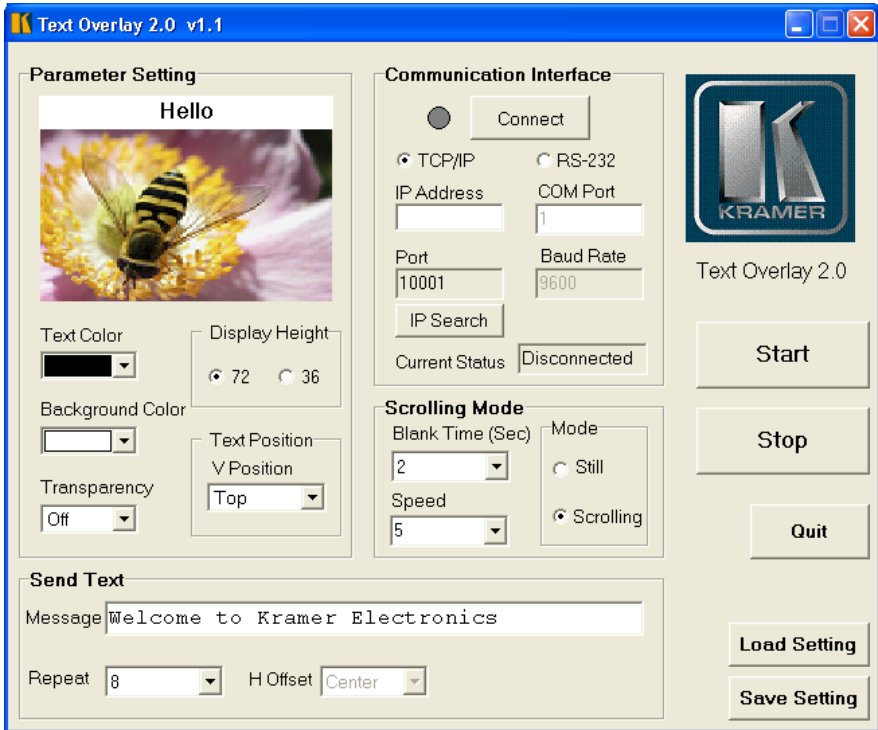 Text Overlay 2.0 v1.1
Parameter Setting
Hello
Text Color
Display Height
72
36
Background Color
Text Position
V Position
Top
Transparency
Off
Communication Interface
Connect
TCP/IP
RS-232
IP Address
COM Port
1
Port
Baud Rate
10001
9600
IP Search
Current Status
Disconnected
Scrolling Mode
Blank Time (Sec)
Mode
2
Still
Speed
5
Scrolling
KRAMER
Text Overlay 2.0
Start
Stop
Quit
Send Text
Message
Welcome to Kramer Electronics
Repeat
8
H Offset
Center
Load Setting
Save Setting